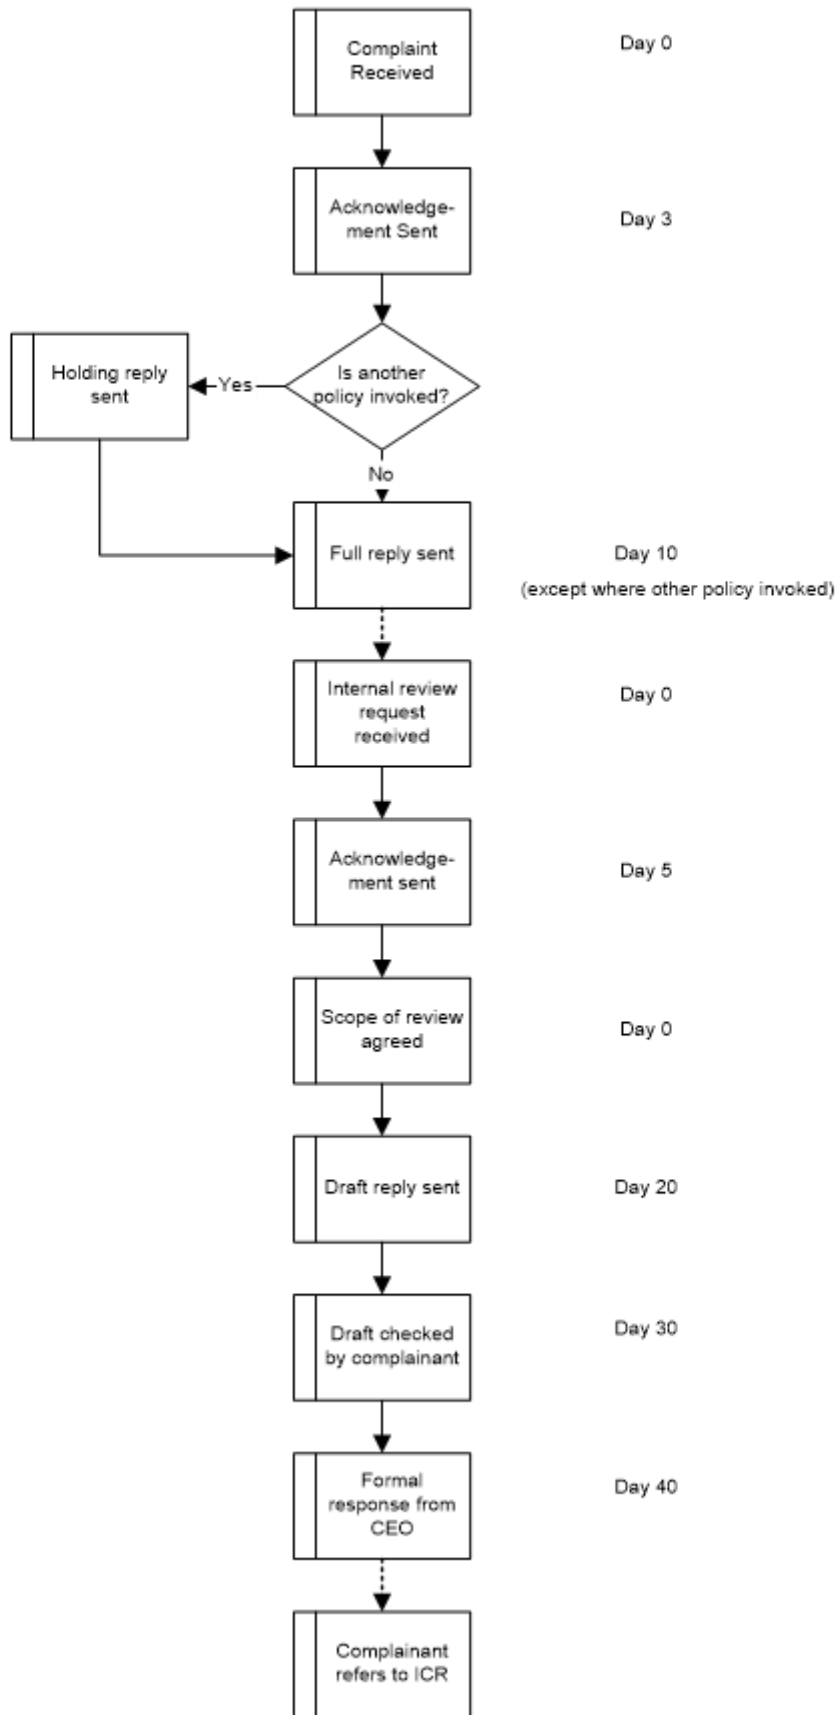 Complaint
Received
Day 0
Acknowledge-
ment Sent
Day 3
Is another
policy invoked?
Yes
Holding reply
sent
No
Full reply sent
Day 10
(except where other policy invoked)
Internal review
request
received
Day 0
Acknowledge-
ment sent
Day 5
Scope of review
agreed
Day 0
Draft reply sent
Day 20
Draft checked
by complainant
Day 30
Formal
response from
CEO
Day 40
Complainant
refers to ICR